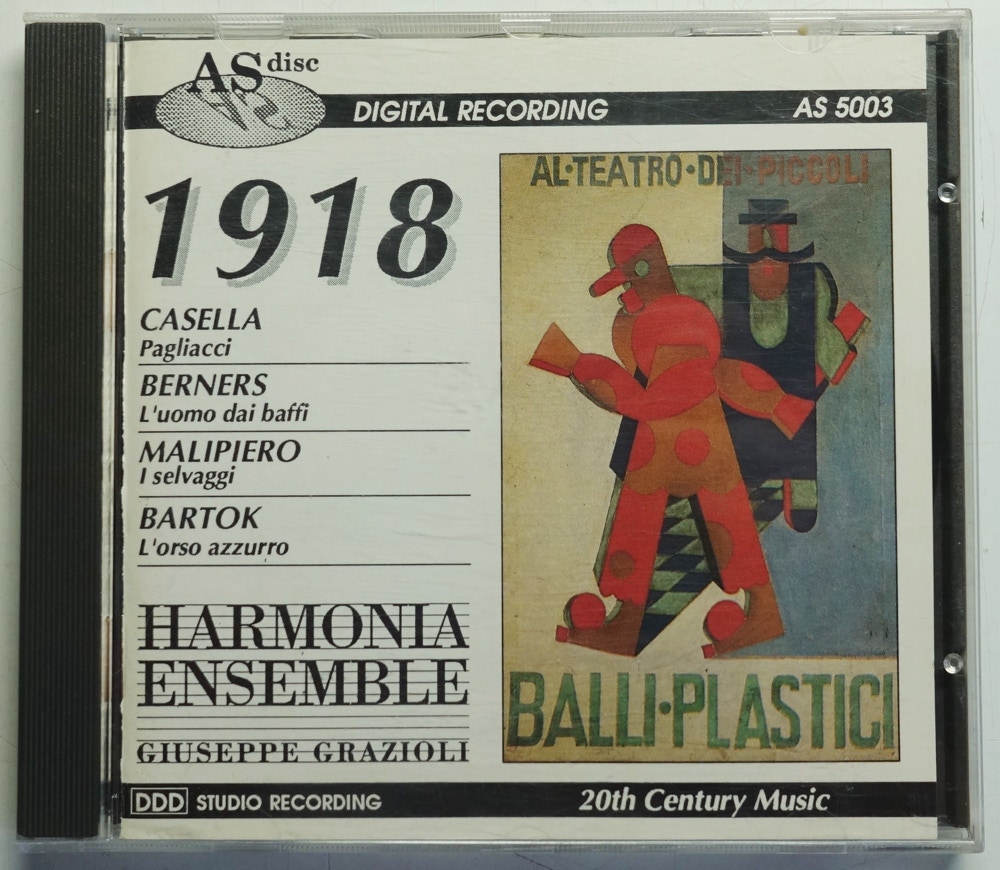 AS disc
DIGITAL RECORDING
AS 5003
1918
CASELLA
Pagliacci
BERNERS
L'uomo dai baffi
MALIPIERO
I selvaggi
BARTOK
L'orso azzurro
HARMONIA
ENSEMBLE
GIUSEPPE GRAZIOLI
AL·TEATRO·DEI·PICCOLI
BALLI·PLASTICI
DDD STUDIO RECORDING
20th Century Music